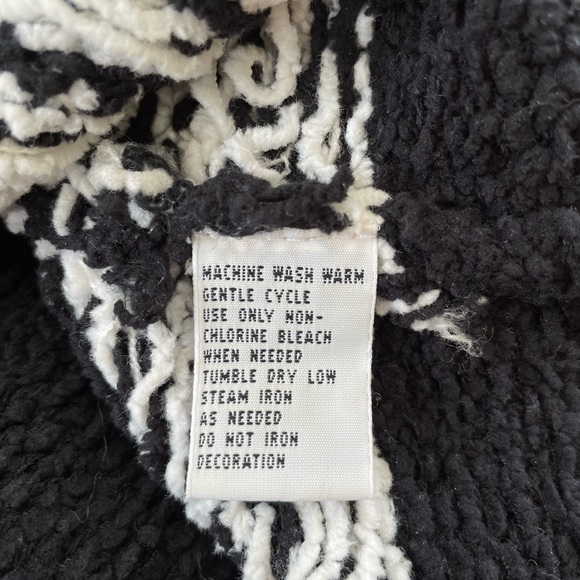 MACHINE WASH WARM
GENTLE CYCLE
USE ONLY NON-
CHLORINE BLEACH
WHEN NEEDED
TUMBLE DRY LOW
STEAM IRON
AS NEEDED
DO NOT IRON
DECORATION